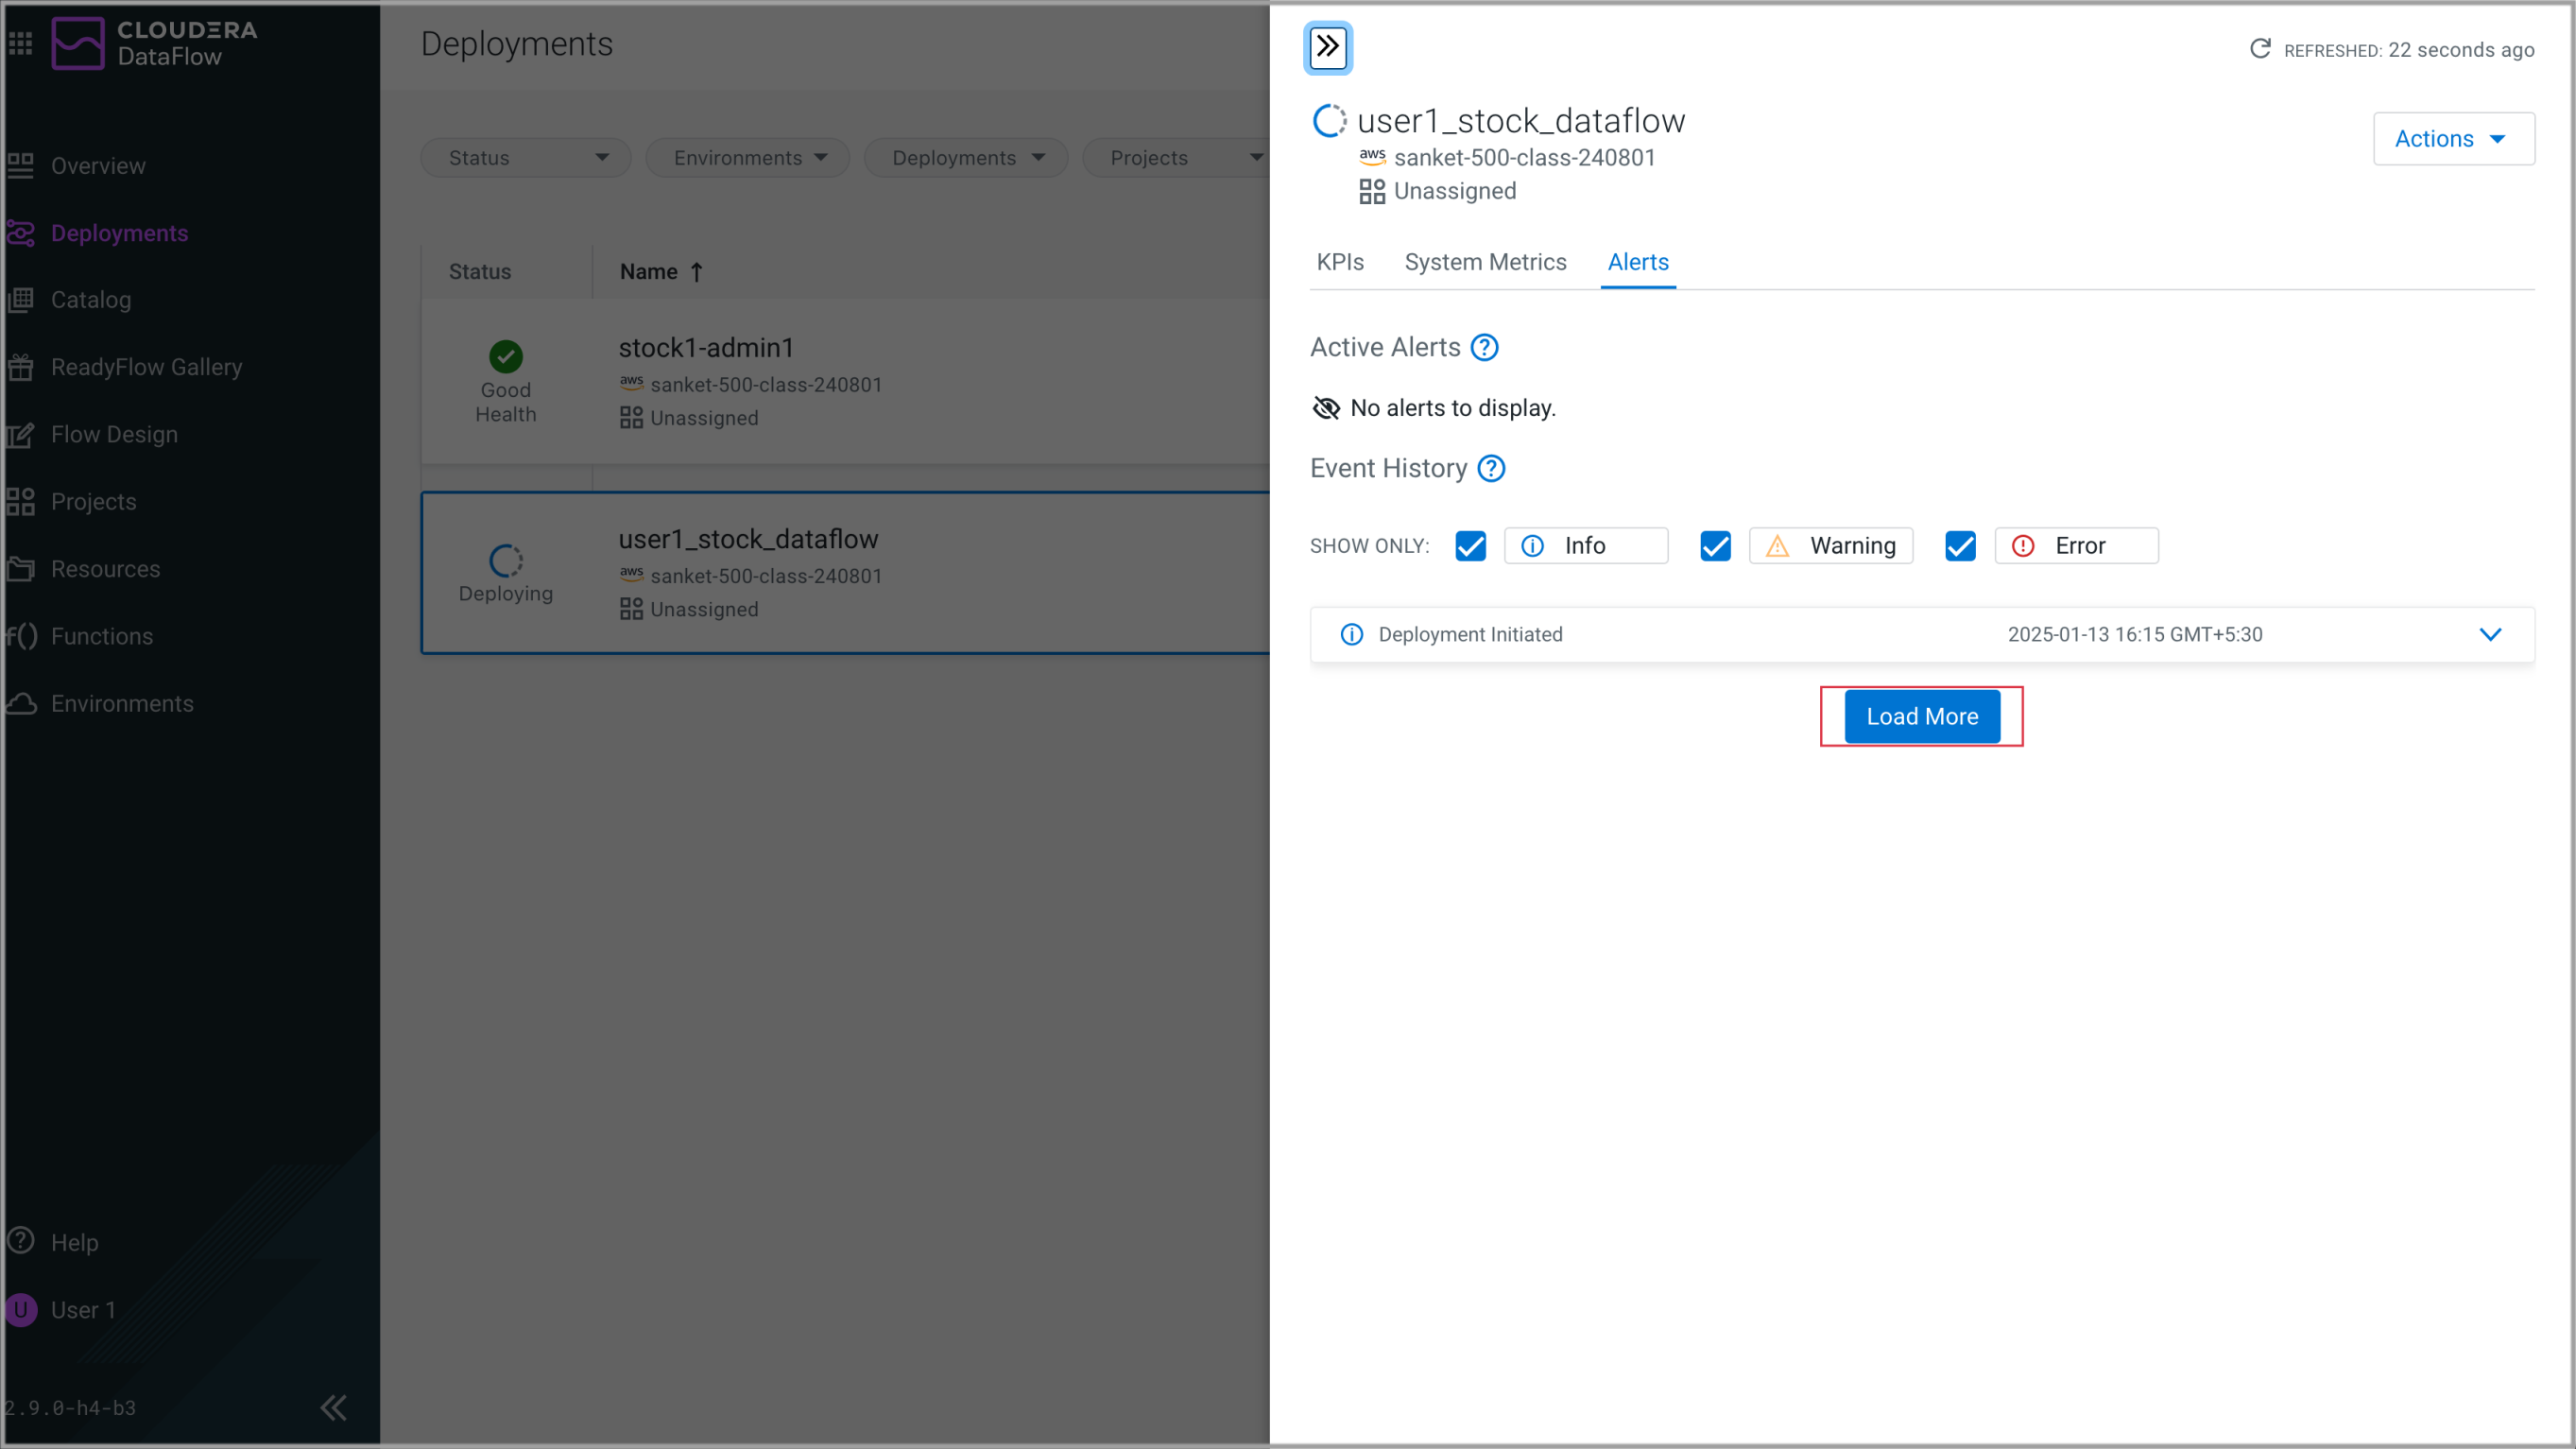 CLOUDERA
DataFlow
Overview
Deployments
Catalog
ReadyFlow Gallery
Flow Design
Projects
Resources
f() Functions
Environments
Help
U User 1
2.9.0-h4-b3
Deployments
Status Environments Deployments Projects
Status Name
Good
Health
stock1-admin1
aws sanket-500-class-240801
Unassigned
Deploying
user1_stock_dataflow
aws sanket-500-class-240801
Unassigned
REFRESHED: 22 seconds ago
user1_stock_dataflow
aws sanket-500-class-240801
Unassigned
Actions
KPIs System Metrics Alerts
Active Alerts ?
No alerts to display.
Event History ?
SHOW ONLY: Info Warning Error
Deployment Initiated 2025-01-13 16:15 GMT+5:30
Load More